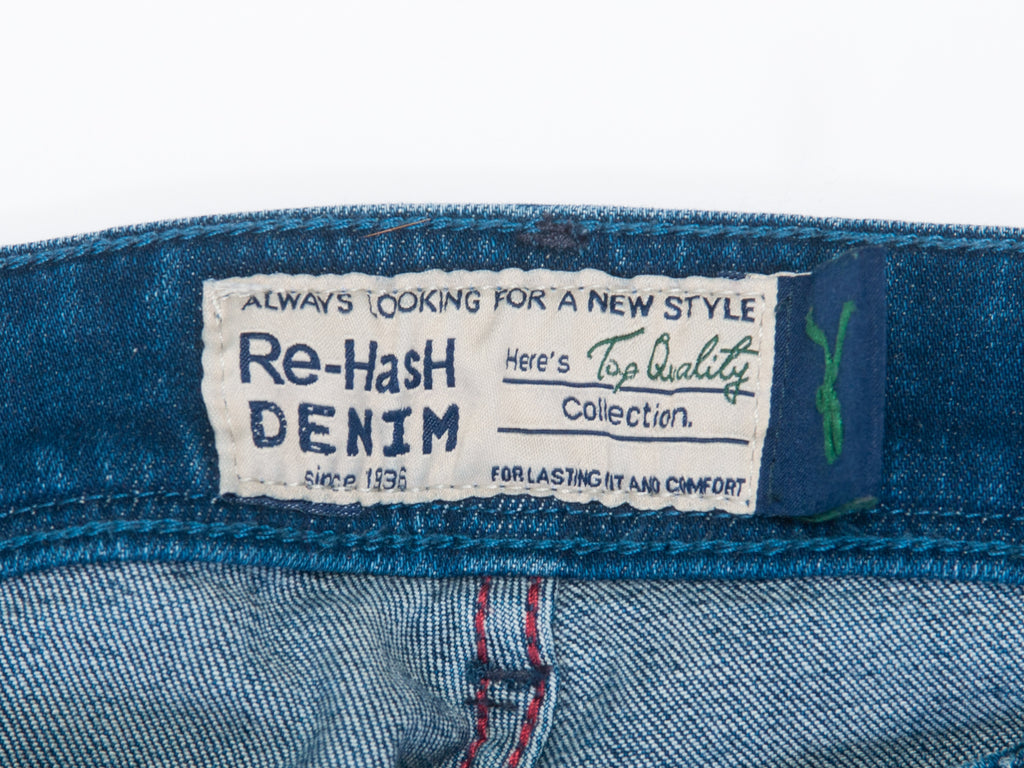 ALWAYS LOOKING FOR A NEW STYLE
Re-HasH
DENIM
since 1936
Here's Top Quality
Collection.
FOR LASTING FIT AND COMFORT